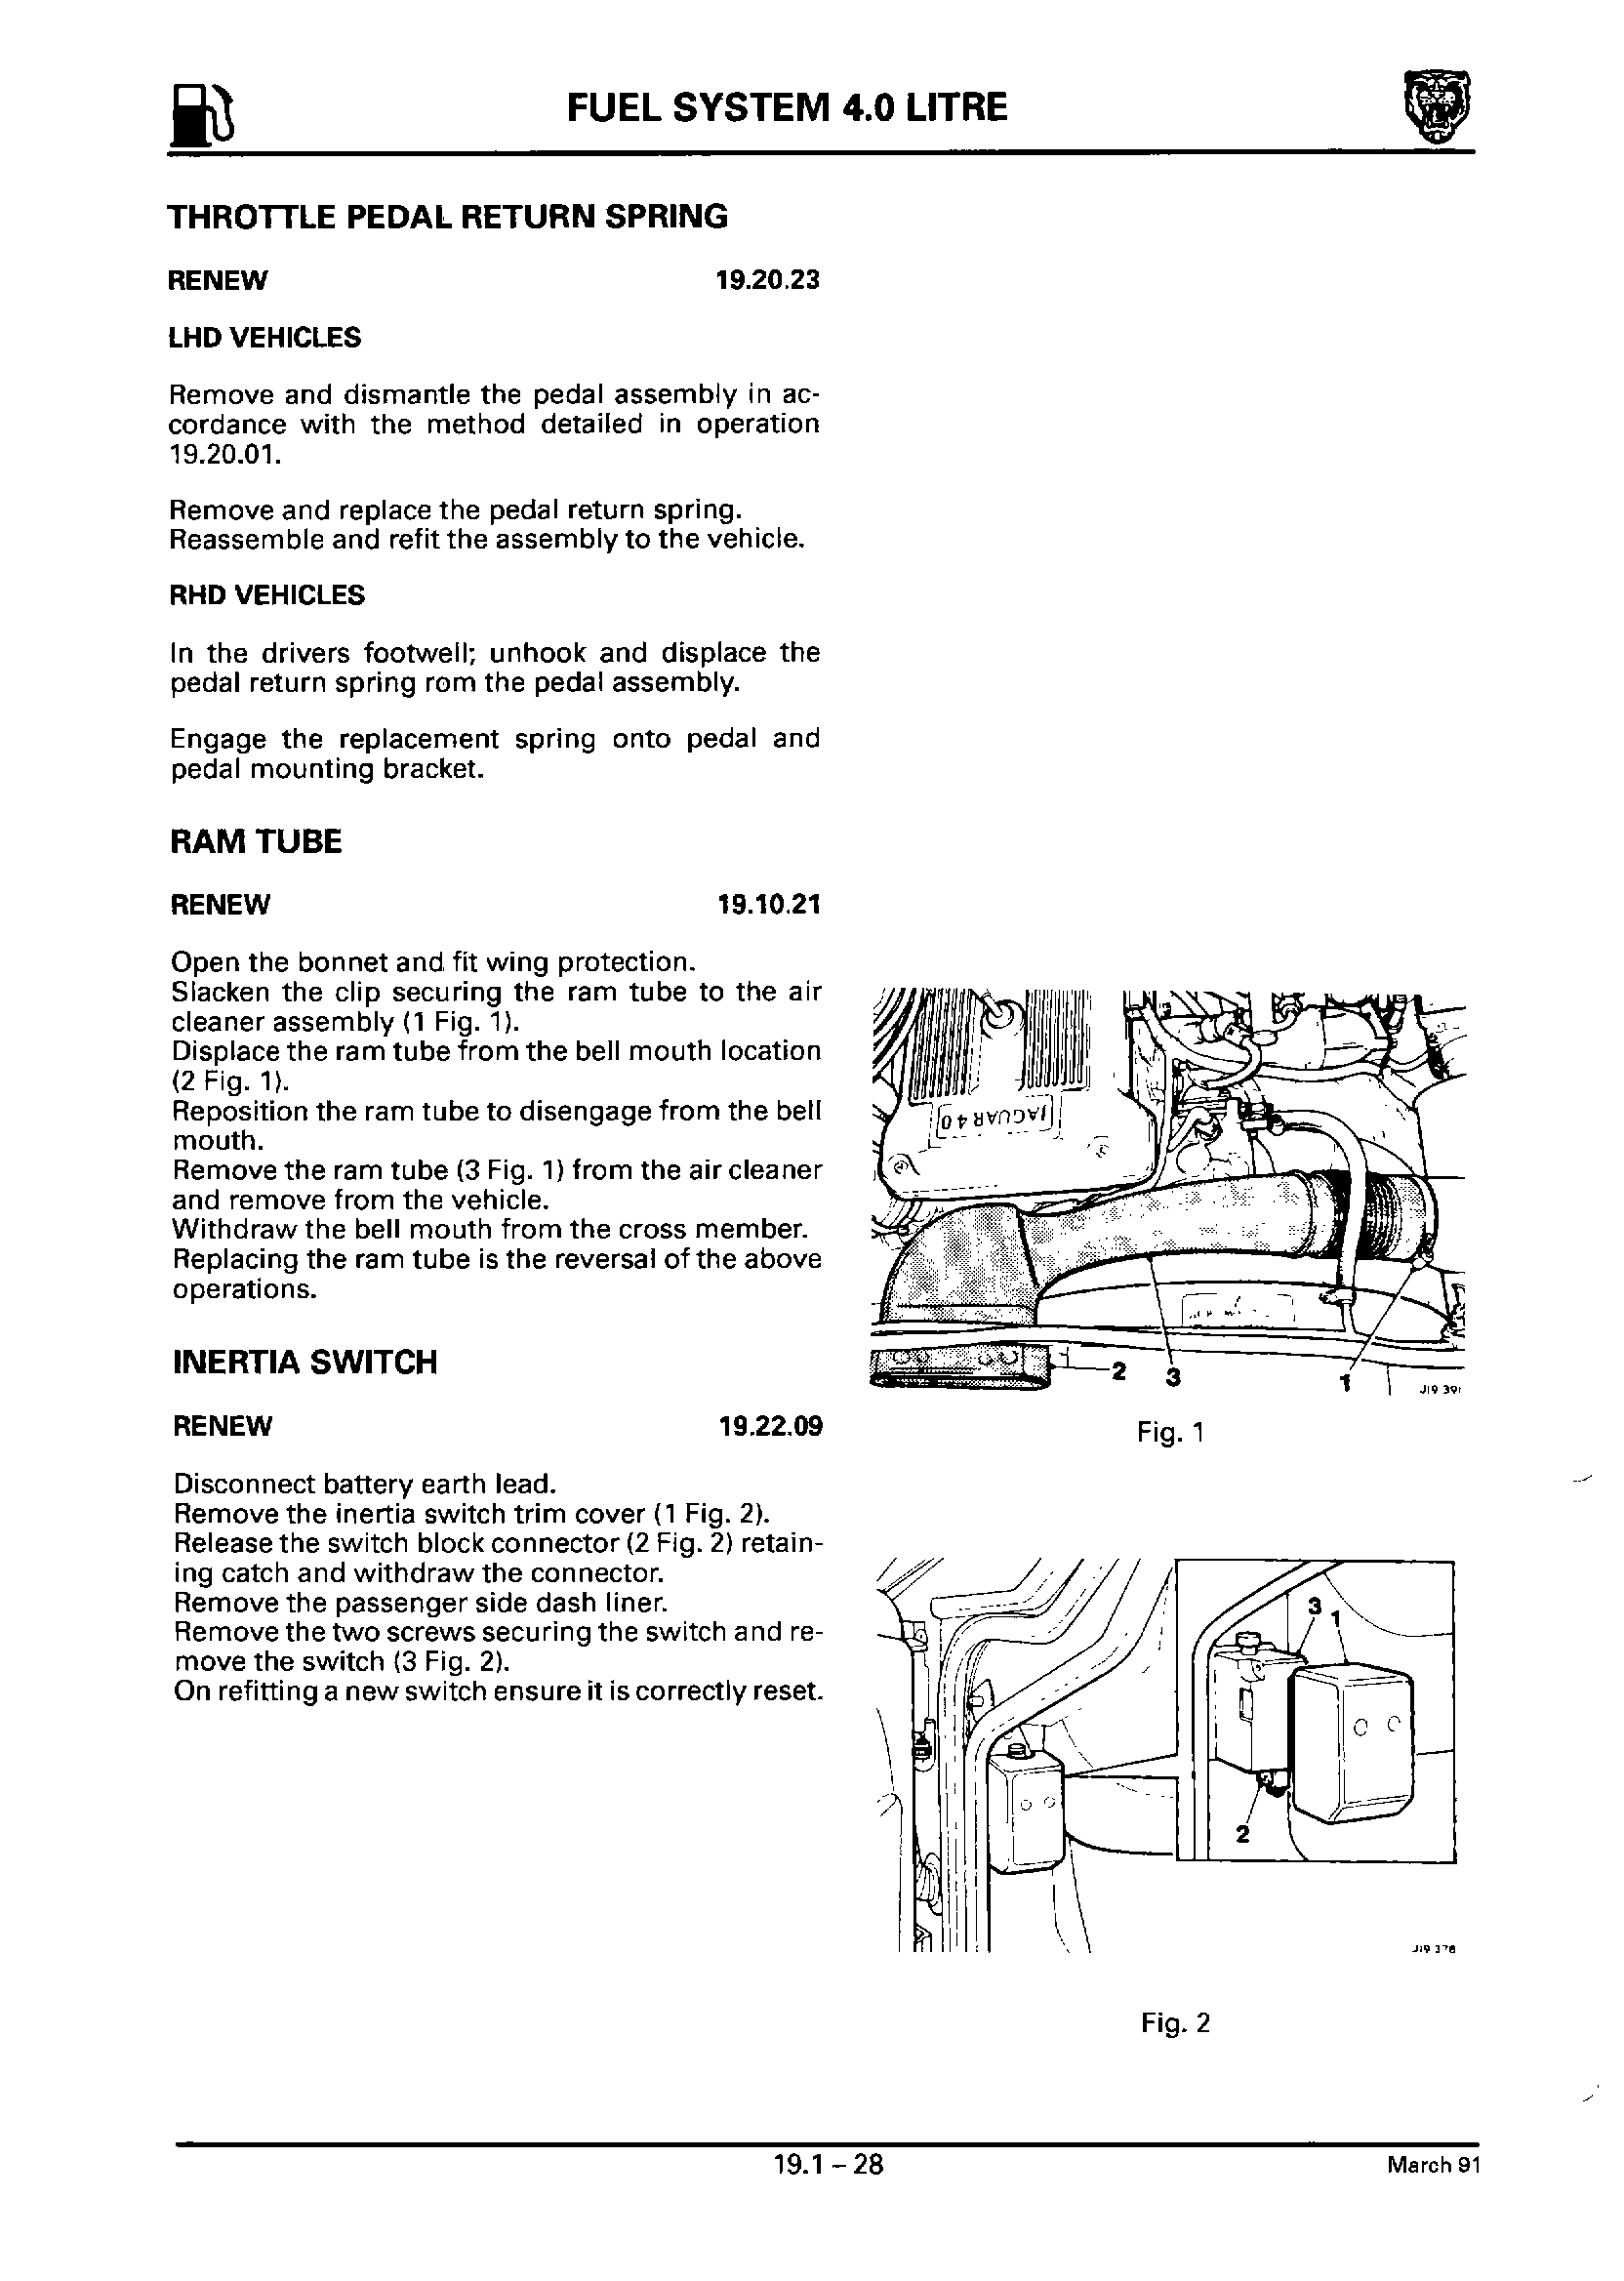 FUEL SYSTEM 4.0 LITRE
THROTTLE PEDAL RETURN SPRING
RENEW 19.20.23
LHD VEHICLES
Remove and dismantle the pedal assembly in ac-
cordance with the method detailed in operation
19.20.01.
Remove and replace the pedal return spring.
Reassemble and refit the assembly to the vehicle.
RHD VEHICLES
In the drivers footwell; unhook and displace the
pedal return spring rom the pedal assembly.
Engage the replacement spring onto pedal and
pedal mounting bracket.
RAM TUBE
RENEW 19.10.21
Open the bonnet and fit wing protection.
Slacken the clip securing the ram tube to the air
cleaner assembly (1 Fig. 1).
Displace the ram tube from the bell mouth location
(2 Fig. 1).
Reposition the ram tube to disengage from the bell
mouth.
Remove the ram tube (3 Fig. 1) from the air cleaner
and remove from the vehicle.
Withdraw the bell mouth from the cross member.
Replacing the ram tube is the reversal of the above
operations.
INERTIA SWITCH
RENEW 19.22.09
Disconnect battery earth lead.
Remove the inertia switch trim cover (1 Fig. 2).
Release the switch block connector (2 Fig. 2) retain-
ing catch and withdraw the connector.
Remove the passenger side dash liner.
Remove the two screws securing the switch and re-
move the switch (3 Fig. 2).
On refitting a new switch ensure it is correctly reset.
JAGUAR 4.0
2 3 1
J19 391
Fig. 1
3 1
2
J19 378
Fig. 2
19.1 – 28
March 91